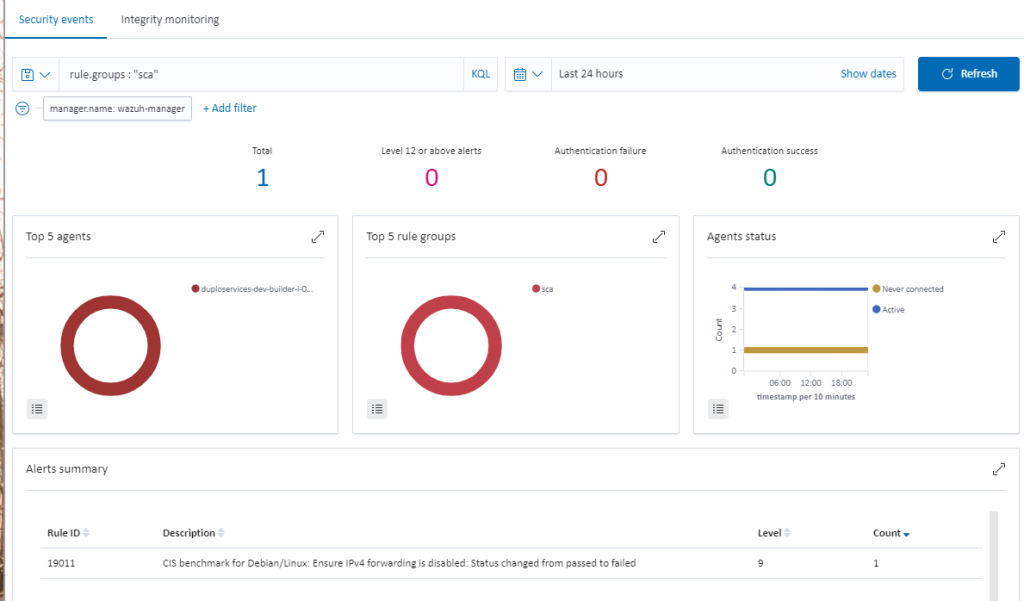 Security events Integrity monitoring
rule.groups : "sca" KQL Last 24 hours Show dates Refresh
manager.name: wazuh-manager + Add filter
Total Level 12 or above alerts Authentication failure Authentication success
1 0 0 0
Top 5 agents Top 5 rule groups Agents status
duploservices-dev-builder-i-0...
sca
Never connected
Active
4
3
2
1
0
Count
06:00 12:00 18:00
timestamp per 10 minutes
Alerts summary
Rule ID Description Level Count
19011 CIS benchmark for Debian/Linux: Ensure IPv4 forwarding is disabled: Status changed from passed to failed 9 1